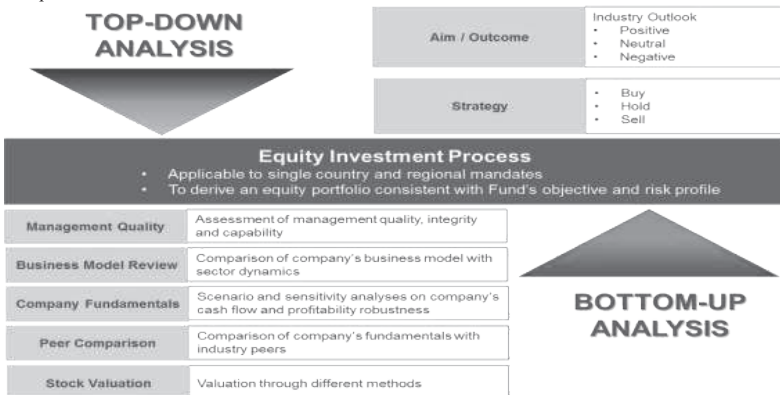 TOP-DOWN
ANALYSIS
Aim / Outcome
Industry Outlook
• Positive
• Neutral
• Negative
Strategy
• Buy
• Hold
• Sell
Equity Investment Process
• Applicable to single country and regional mandates
• To derive an equity portfolio consistent with Fund's objective and risk profile
Management Quality
Assessment of management quality, integrity
and capability
Business Model Review
Comparison of company's business model with
sector dynamics
Company Fundamentals
Scenario and sensitivity analyses on company's
cash flow and profitability robustness
Peer Comparison
Comparison of company's fundamentals with
industry peers
Stock Valuation
Valuation through different methods
BOTTOM-UP
ANALYSIS